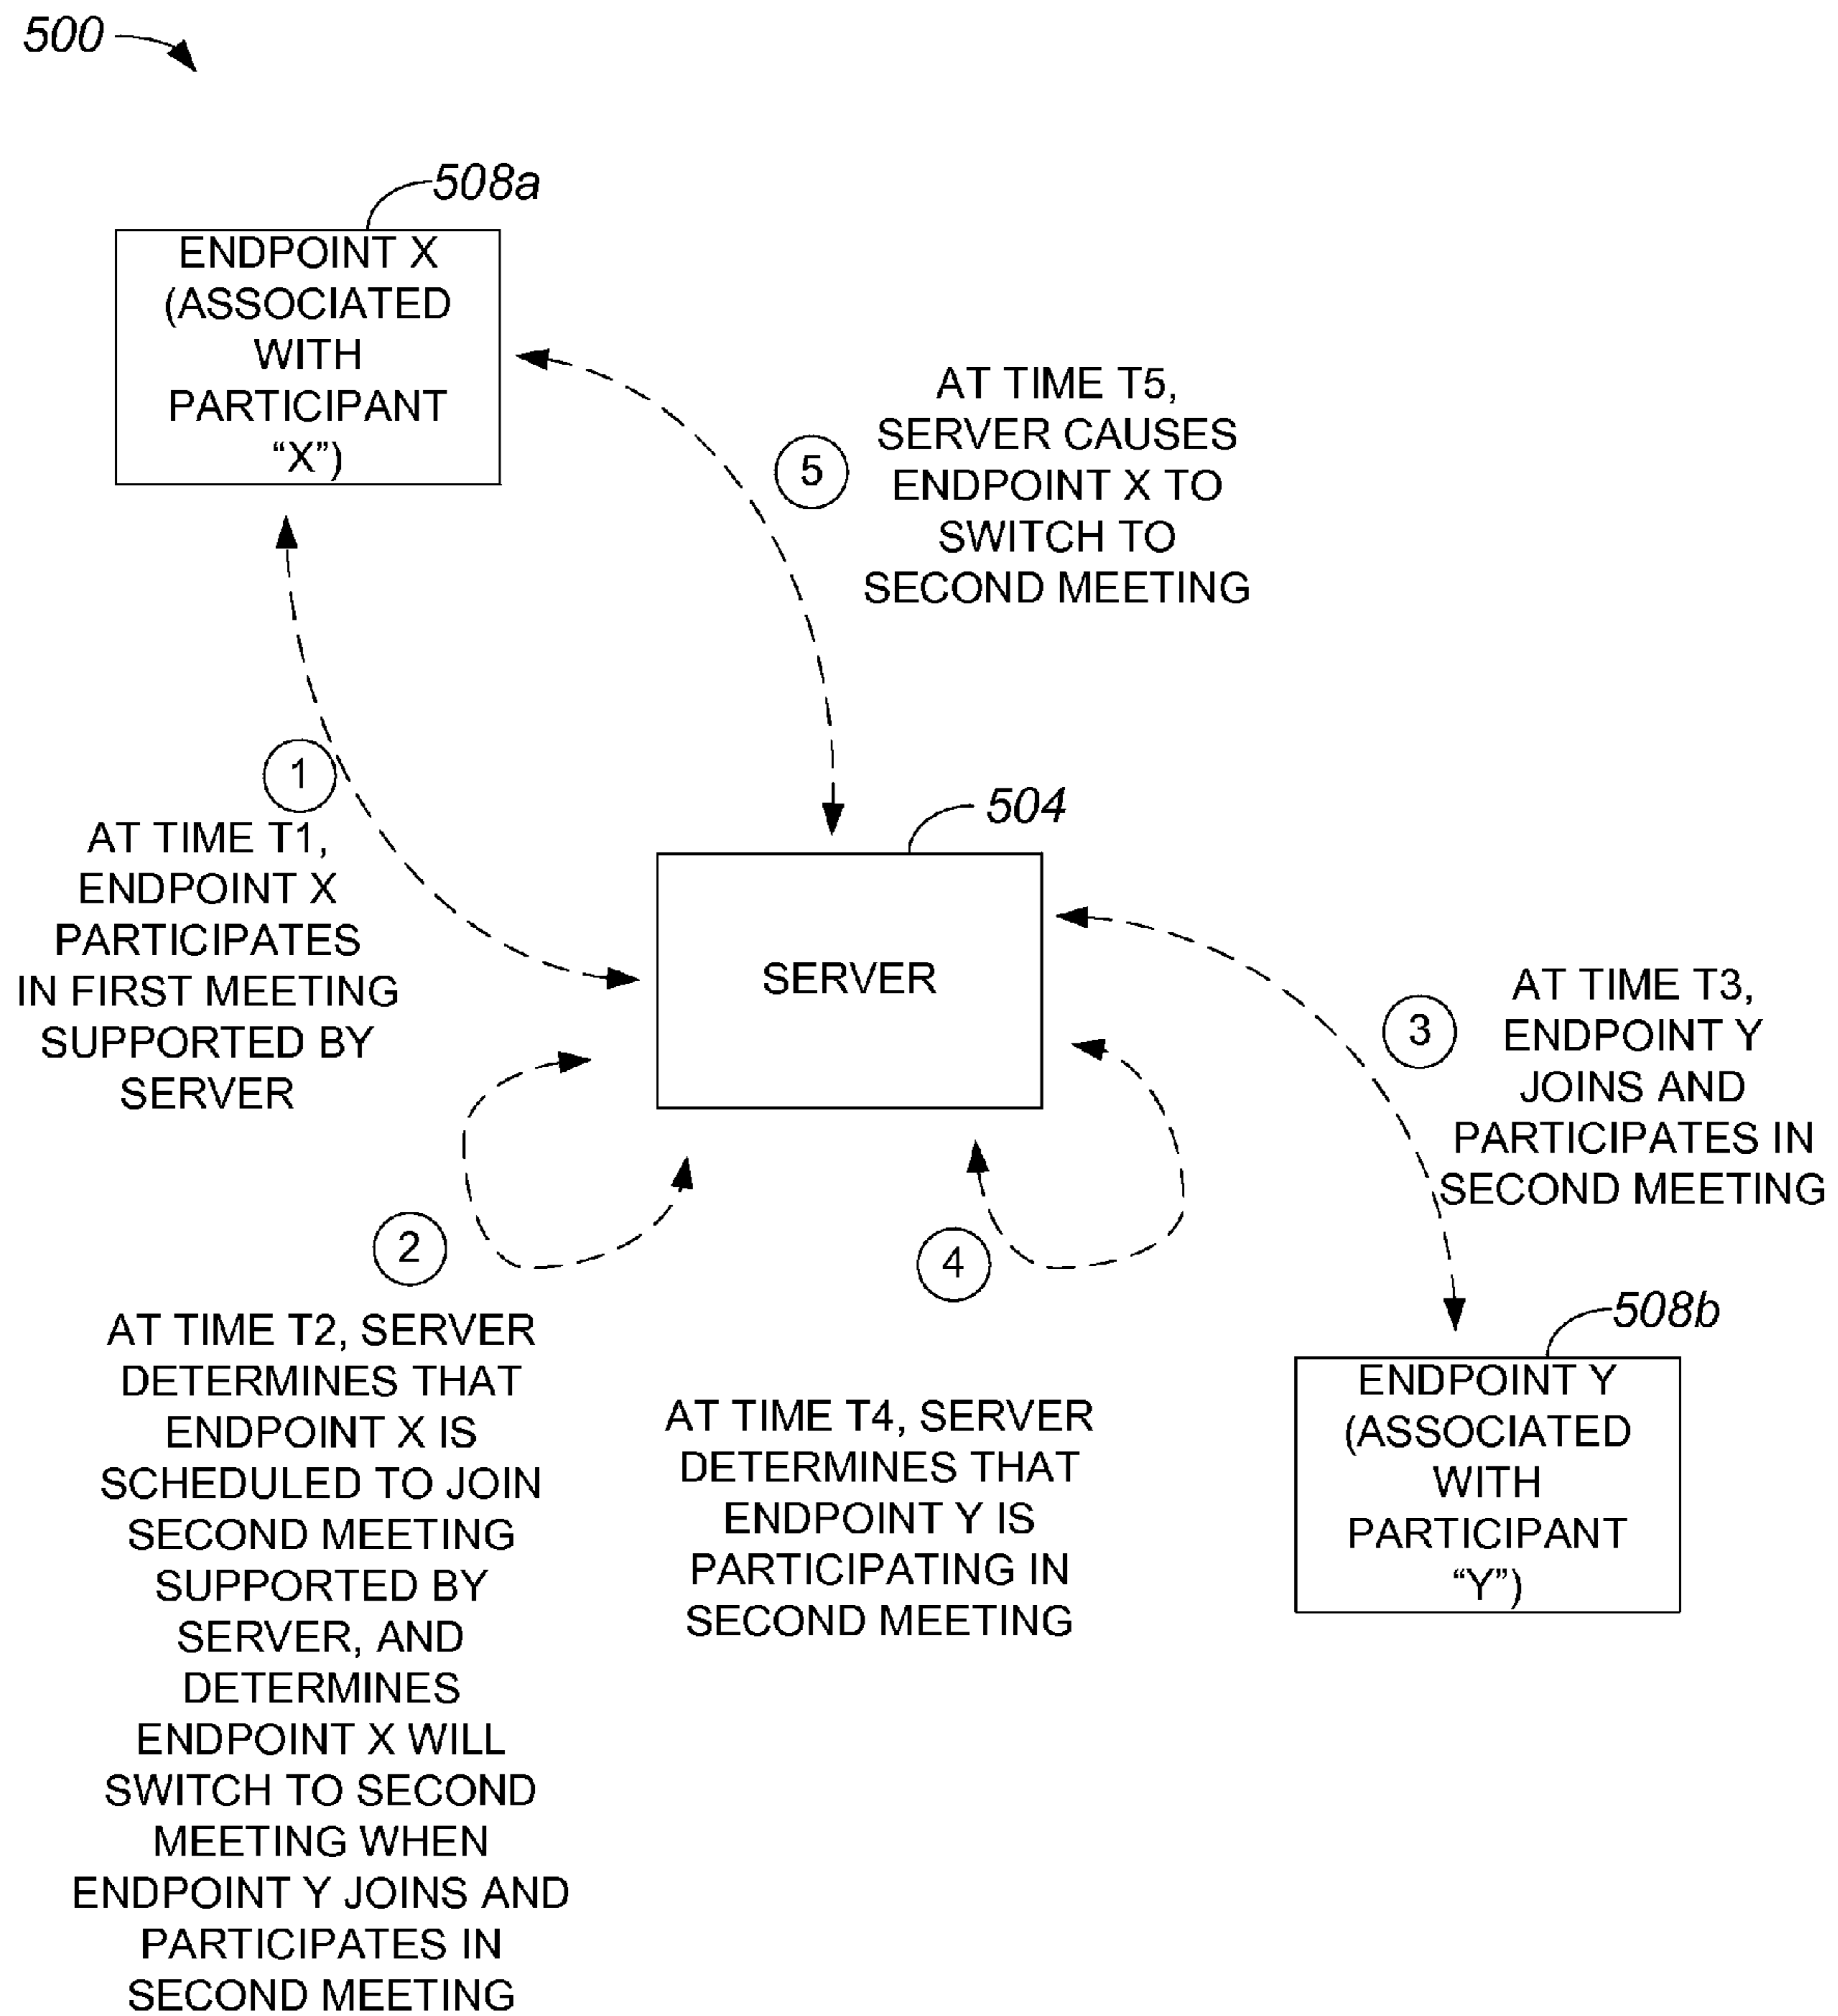 500
508a
ENDPOINT X
(ASSOCIATED
WITH
PARTICIPANT
“X”)
AT TIME T5,
SERVER CAUSES
ENDPOINT X TO
SWITCH TO
SECOND MEETING
5
1
AT TIME T1,
ENDPOINT X
PARTICIPATES
IN FIRST MEETING
SUPPORTED BY
SERVER
504
SERVER
3
AT TIME T3,
ENDPOINT Y
JOINS AND
PARTICIPATES IN
SECOND MEETING
2
AT TIME T2, SERVER
DETERMINES THAT
ENDPOINT X IS
SCHEDULED TO JOIN
SECOND MEETING
SUPPORTED BY
SERVER, AND
DETERMINES
ENDPOINT X WILL
SWITCH TO SECOND
MEETING WHEN
ENDPOINT Y JOINS AND
PARTICIPATES IN
SECOND MEETING
4
AT TIME T4, SERVER
DETERMINES THAT
ENDPOINT Y IS
PARTICIPATING IN
SECOND MEETING
508b
ENDPOINT Y
(ASSOCIATED
WITH
PARTICIPANT
“Y”)